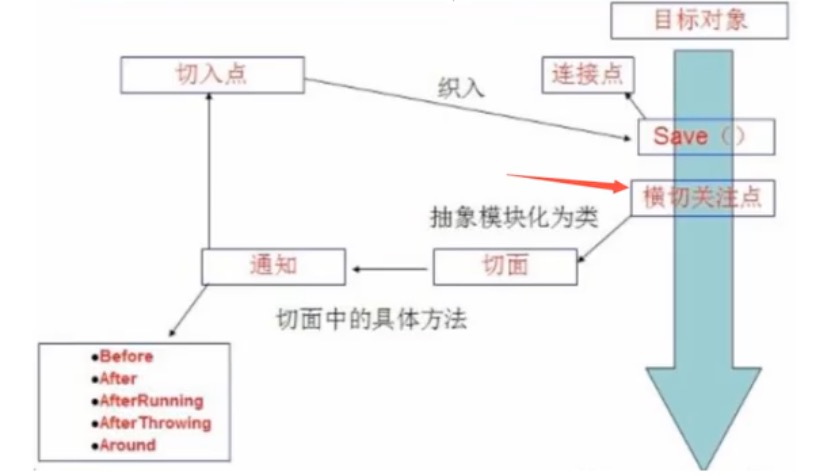 目标对象
切入点
织入
连接点
Save（）
横切关注点
抽象模块化为类
通知
切面
切面中的具体方法
●Before
●After
●AfterRunning
●AfterThrowing
●Around